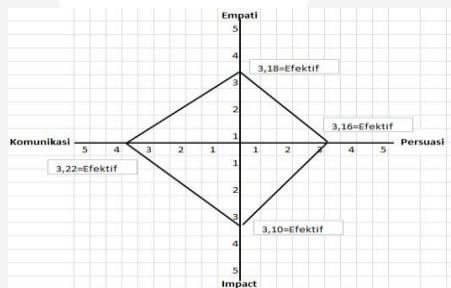 Empati
5
4
3,18=Efektif
3
2
3,16=Efektif
1
Komunikasi 5 4 3 2 1 1 2 3 4 5 Persuasi
1
3,22=Efektif
2
3
3,10=Efektif
4
5
Impact